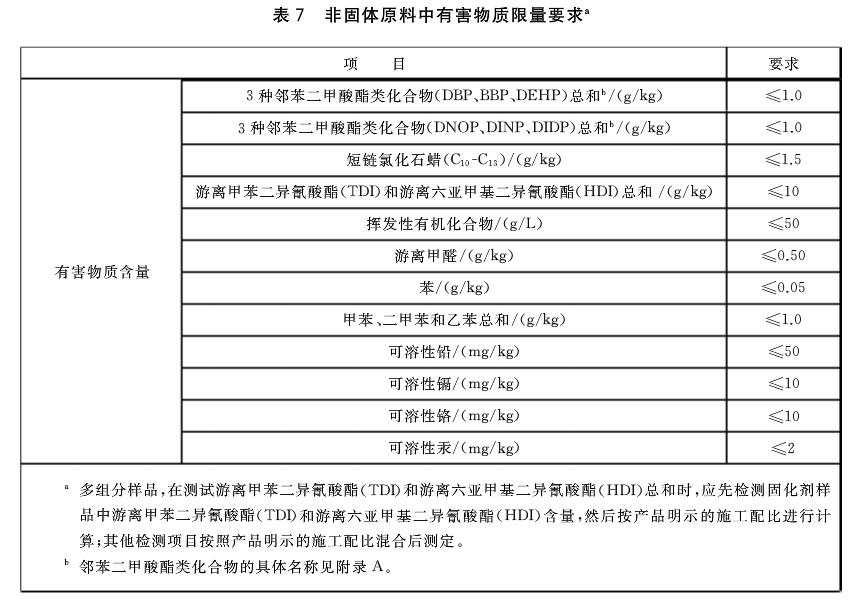 表 7　非固体原料中有害物质限量要求ᵃ
项　　目　　要求
有害物质含量
3 种邻苯二甲酸酯类化合物(DBP、BBP、DEHP)总和ᵇ/(g/kg)　≤1.0
3 种邻苯二甲酸酯类化合物(DNOP、DINP、DIDP)总和ᵇ/(g/kg)　≤1.0
短链氯化石蜡(C₁₀-C₁₃)/(g/kg)　≤1.5
游离甲苯二异氰酸酯(TDI)和游离六亚甲基二异氰酸酯(HDI)总和 /(g/kg)　≤10
挥发性有机化合物/(g/L)　≤50
游离甲醛/(g/kg)　≤0.50
苯/(g/kg)　≤0.05
甲苯、二甲苯和乙苯总和/(g/kg)　≤1.0
可溶性铅/(mg/kg)　≤50
可溶性镉/(mg/kg)　≤10
可溶性铬/(mg/kg)　≤10
可溶性汞/(mg/kg)　≤2
ᵃ 多组分样品,在测试游离甲苯二异氰酸酯(TDI)和游离六亚甲基二异氰酸酯(HDI)总和时,应先检测固化剂样
品中游离甲苯二异氰酸酯(TDI)和游离六亚甲基二异氰酸酯(HDI)含量,然后按产品明示的施工配比进行计
算;其他检测项目按照产品明示的施工配比混合后测定。
ᵇ 邻苯二甲酸酯类化合物的具体名称见附录 A。